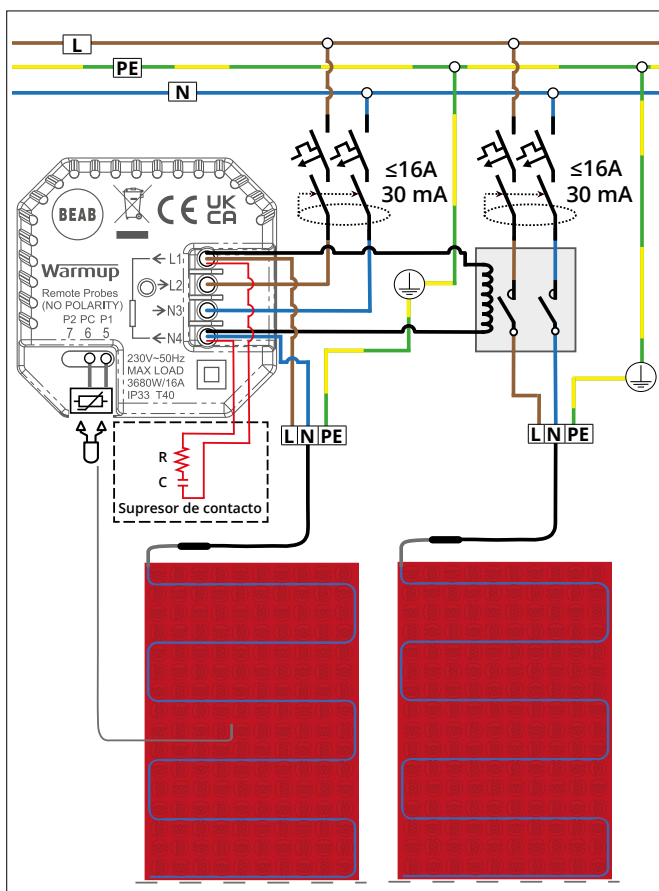 L
PE
N
≤16A
30 mA
≤16A
30 mA
BEAB
CE UK
CA
Warmup
Remote Probes
(NO POLARITY)
P2 PC P1
7 6 5
L1
L2
N3
N4
230V~50Hz
MAX LOAD
3680W/16A
IP33 T40
L N PE
L N PE
R
C
Supresor de contacto